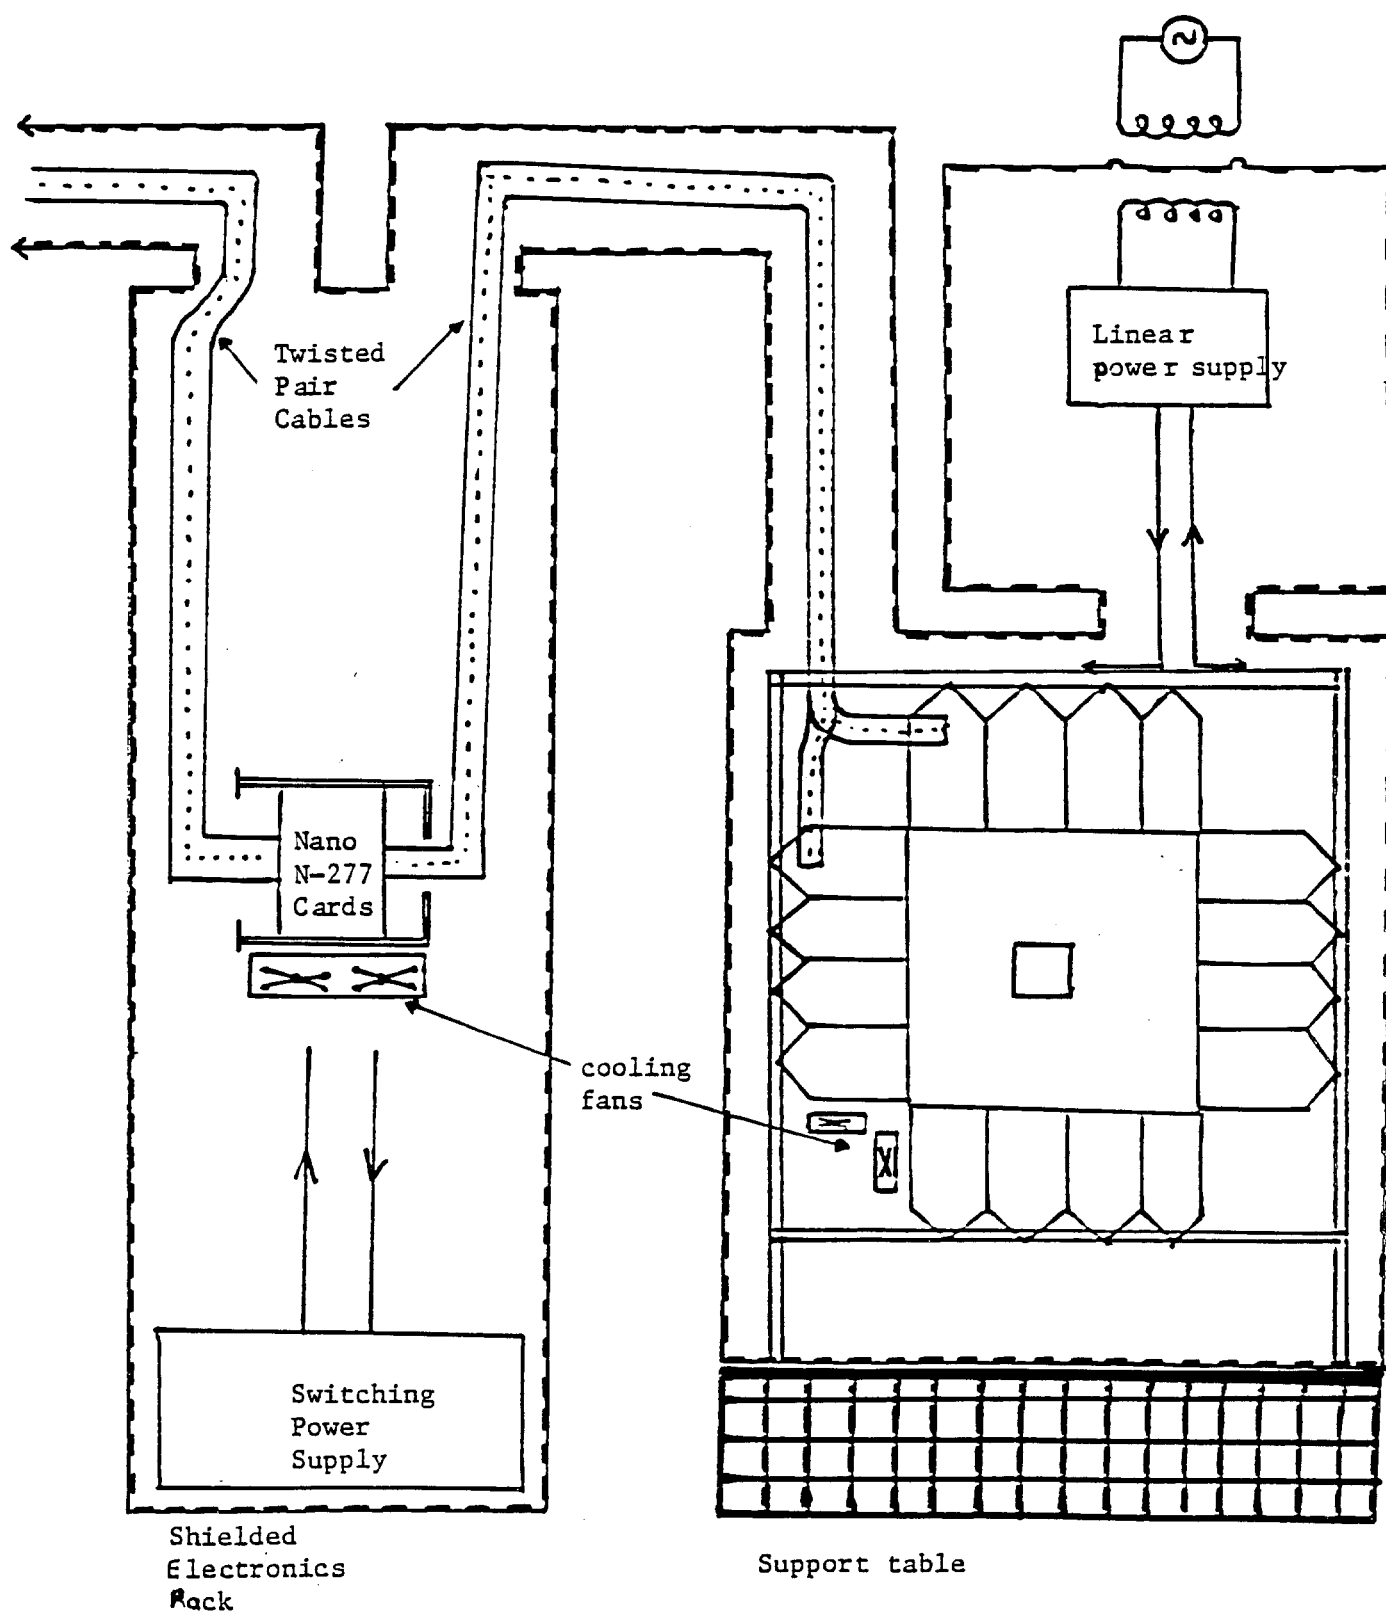 Linear
power supply
Twisted
Pair
Cables
Nano
N-277
Cards
cooling
fans
Switching
Power
Supply
Shielded
Electronics
Rack
Support table